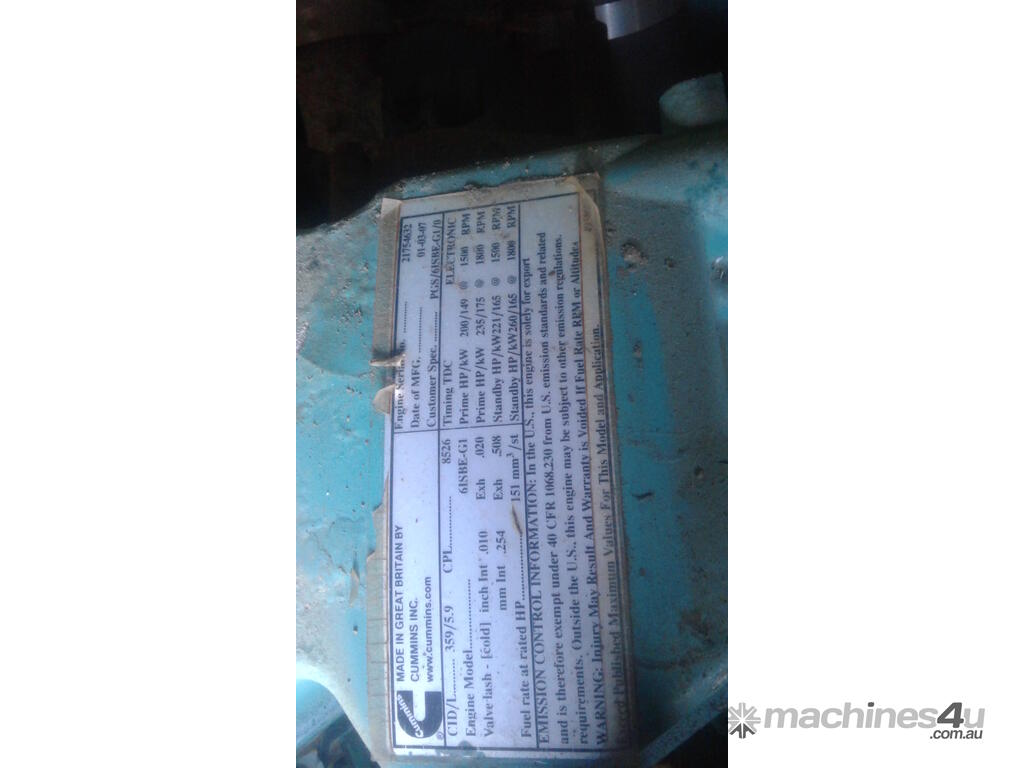 cummins
®
MADE IN GREAT BRITAIN BY
CUMMINS INC.
www.cummins.com
Engine Serial No. ........... 21754632
Date of MFG. ........... 01-03-07
Customer Spec. ........... PGS/6ISBE-G1/0
CID/L......... 359/5.9 CPL............... 8526
Timing TDC ELECTRONIC
Engine Model.................... 6ISBE-G1
Prime HP/kW 200/149 @ 1500 RPM
Valve lash - [cold] inch Int .010 Exh .020
Prime HP/kW 235/175 @ 1800 RPM
mm Int .254 Exh .508
Standby HP/kW221/165 @ 1500 RPM
Fuel rate at rated HP.................... 151 mm³/st
Standby HP/kW260/165 @ 1800 RPM
EMISSION CONTROL INFORMATION: In the U.S., this engine is solely for export
and is therefore exempt under 40 CFR 1068.230 from U.S. emission standards and related
requirements. Outside the U.S., this engine may be subject to other emission regulations.
WARNING: Injury May Result And Warranty is Voided If Fuel Rate RPM or Altitudes
Published Maximum Values For This Model and Application.
machines4u
.com.au